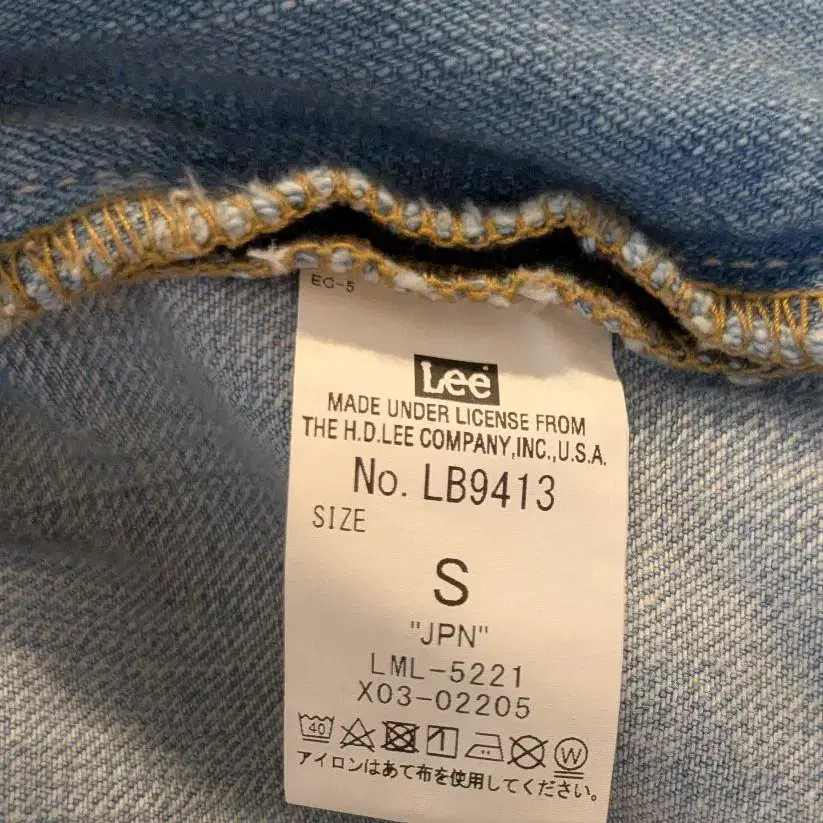 EC-5
Lee
MADE UNDER LICENSE FROM
THE H.D.LEE COMPANY,INC.,U.S.A.
No. LB9413
SIZE
S
"JPN"
LML-5221
X03-02205
40 W
アイロンはあて布を使用してください。